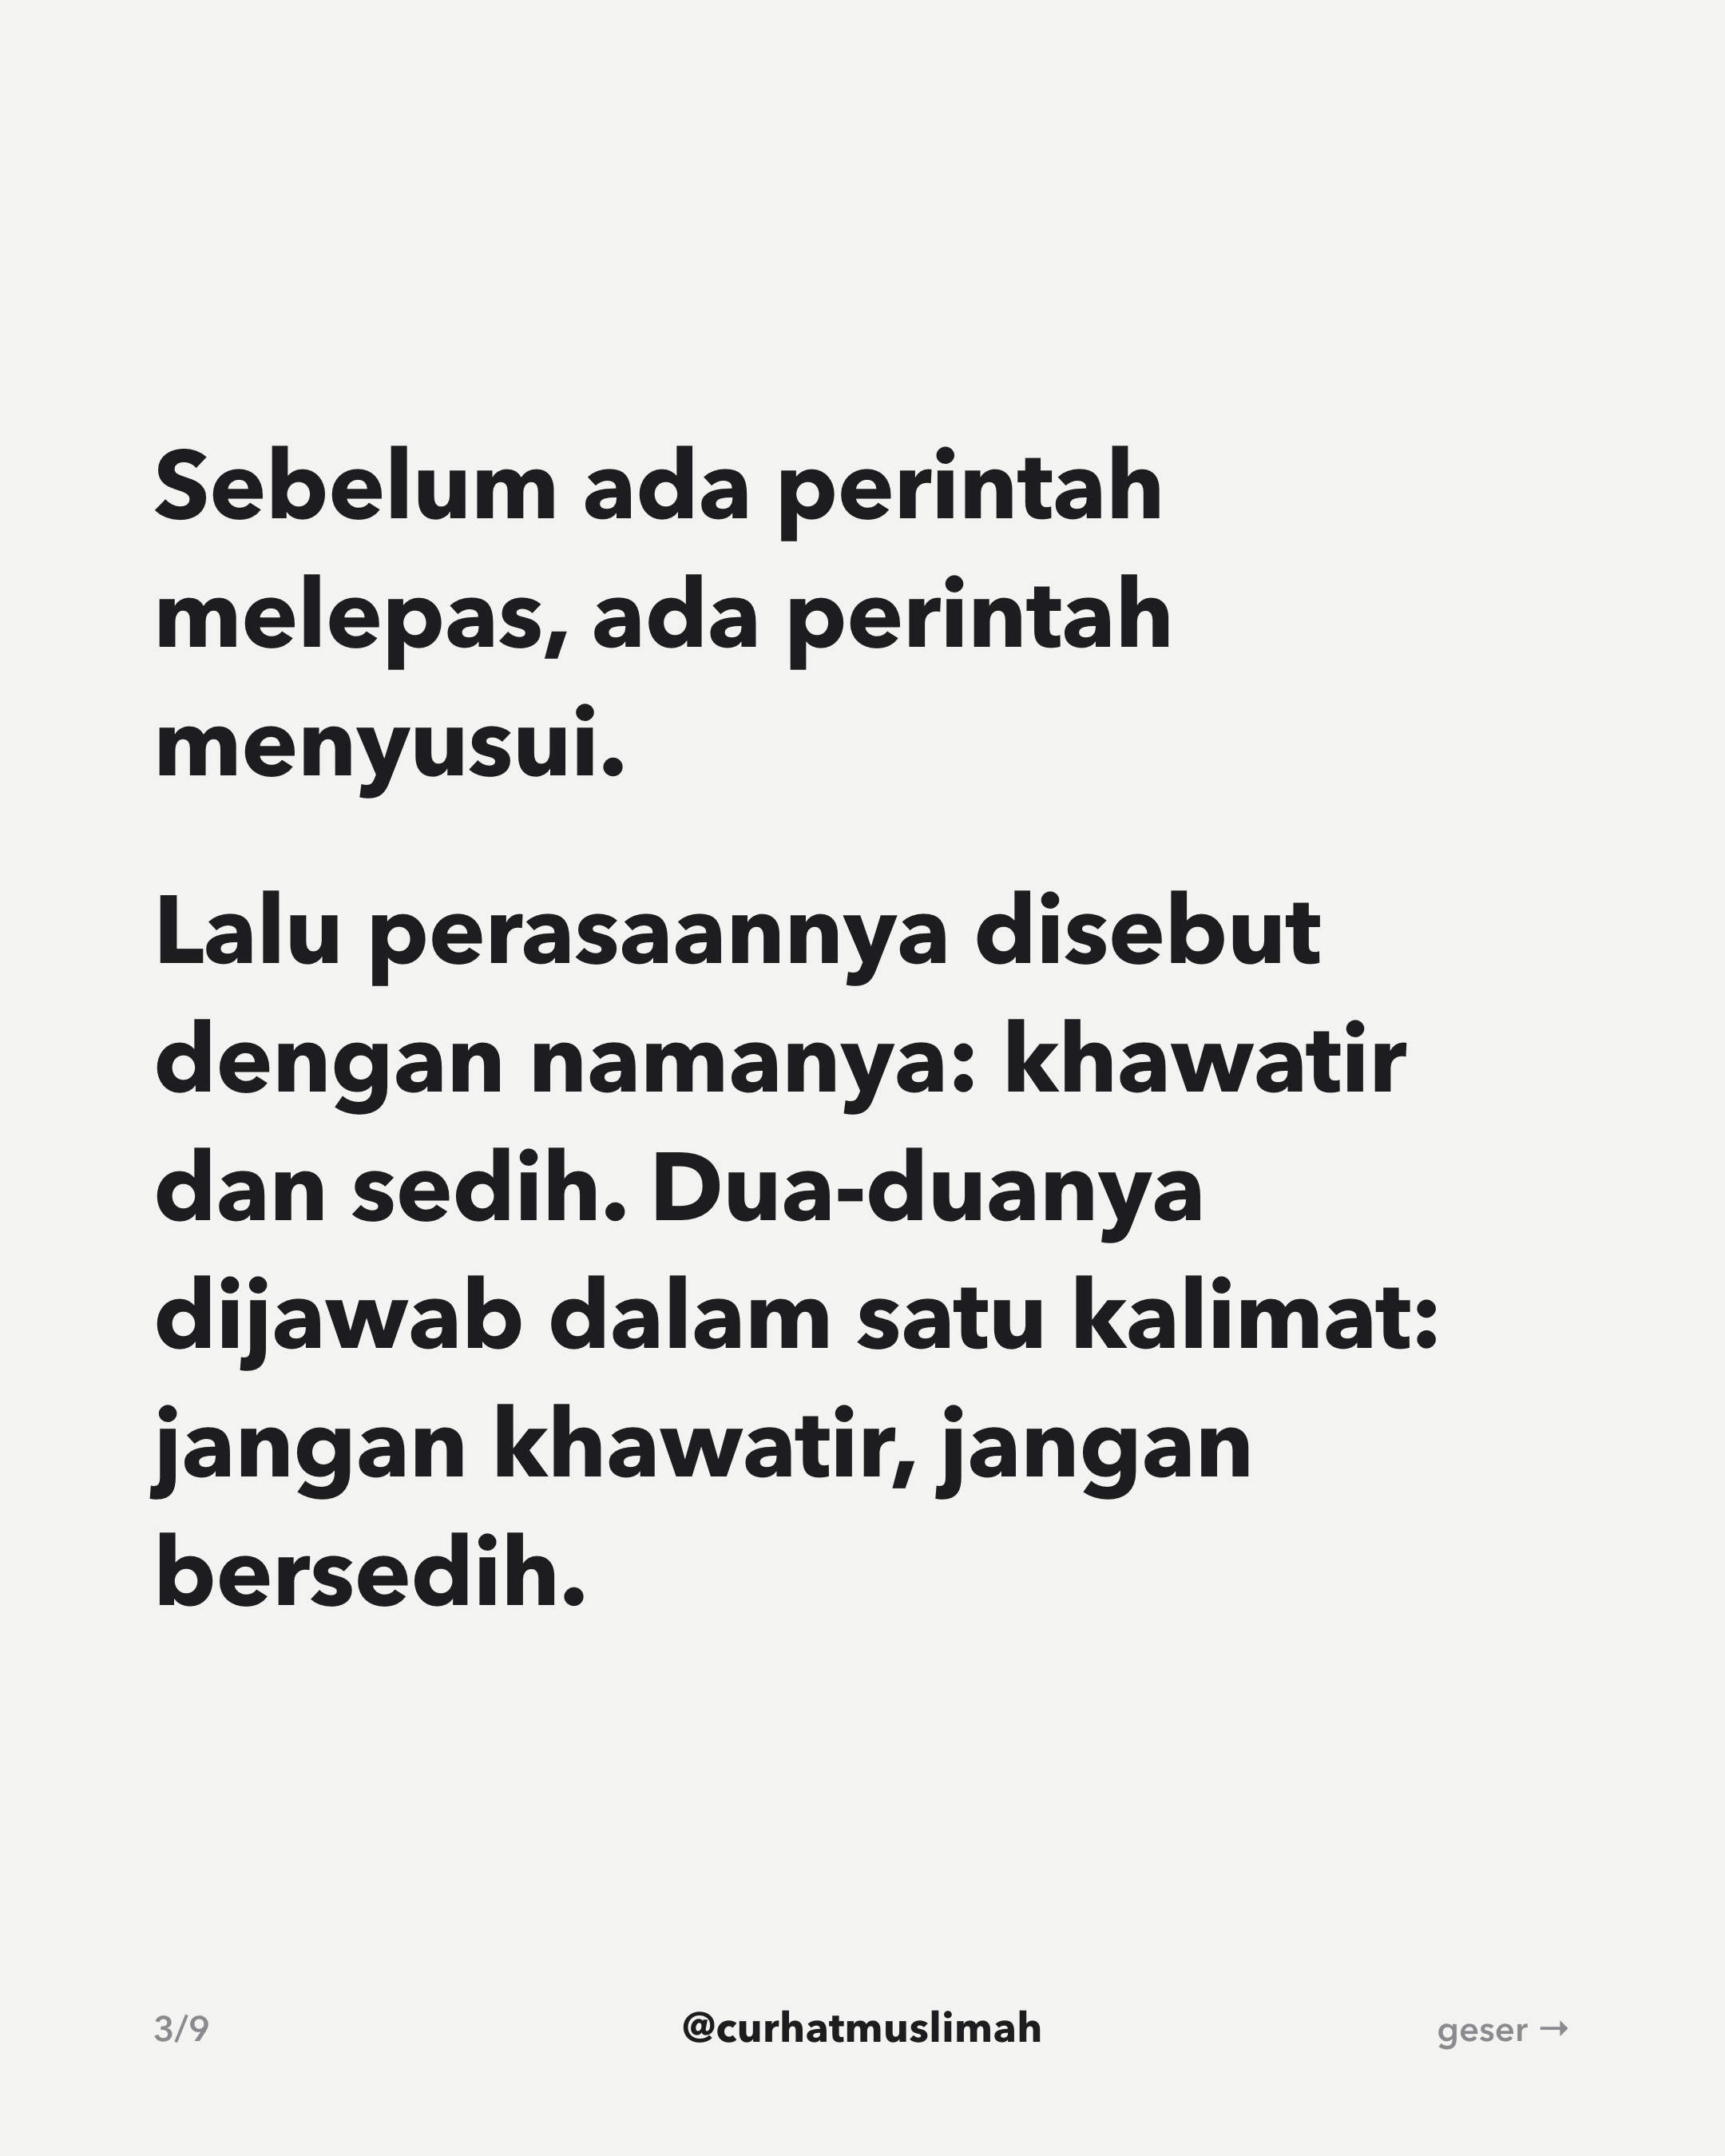 Sebelum ada perintah
melepas, ada perintah
menyusui.
Lalu perasaannya disebut
dengan namanya: khawatir
dan sedih. Dua-duanya
dijawab dalam satu kalimat:
jangan khawatir, jangan
bersedih.
3/9
@curhatmuslimah
geser →